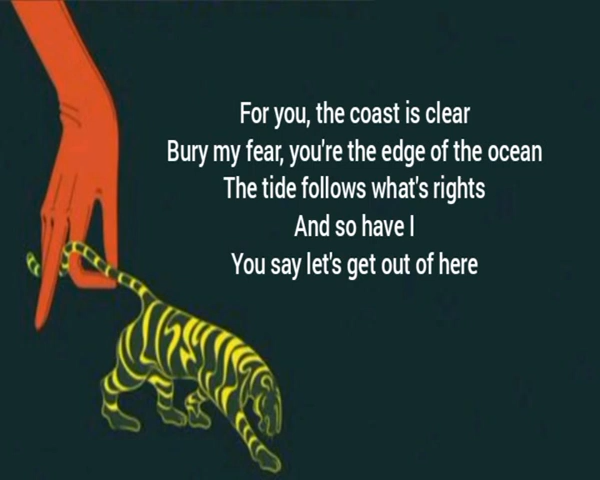 For you, the coast is clear
Bury my fear, you're the edge of the ocean
The tide follows what's rights
And so have I
You say let's get out of here